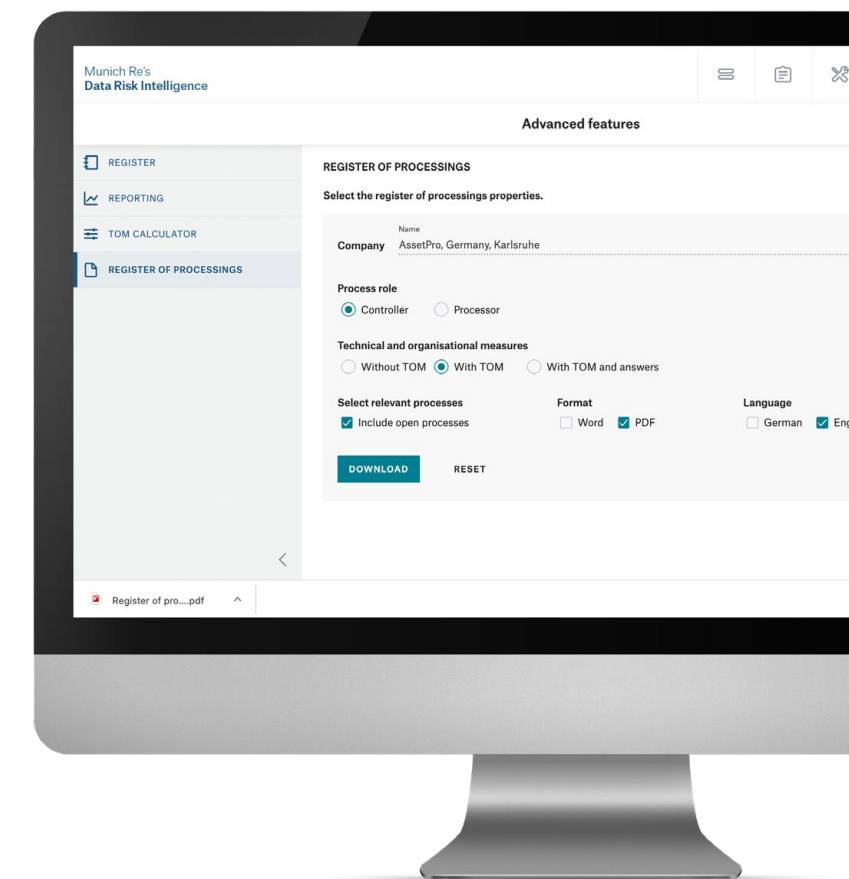 Munich Re's
Data Risk Intelligence
Advanced features
REGISTER
REPORTING
TOM CALCULATOR
REGISTER OF PROCESSINGS
REGISTER OF PROCESSINGS
Select the register of processings properties.
Name
Company AssetPro, Germany, Karlsruhe
Process role
Controller Processor
Technical and organisational measures
Without TOM With TOM With TOM and answers
Select relevant processes Format Language
Include open processes Word PDF German Eng
DOWNLOAD RESET
Register of pro....pdf